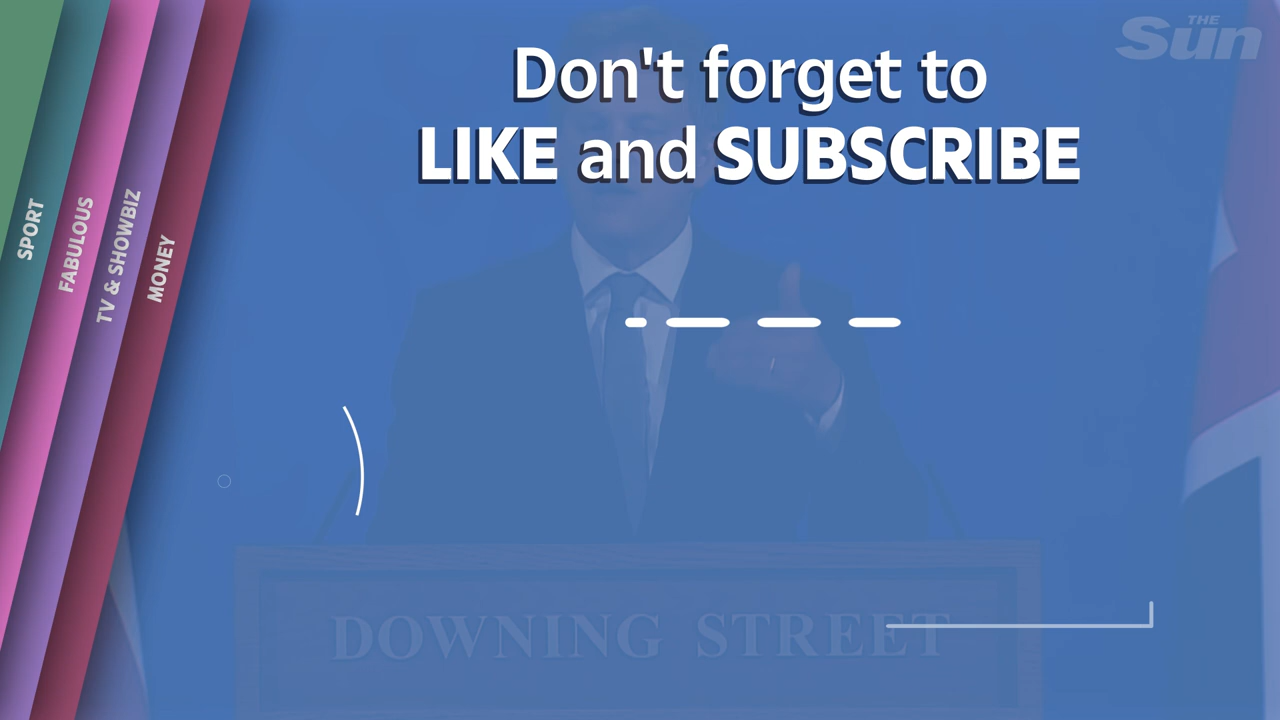 THE
Sun
Don't forget to
LIKE and SUBSCRIBE
SPORT
FABULOUS
TV & SHOWBIZ
MONEY
DOWNING STREET